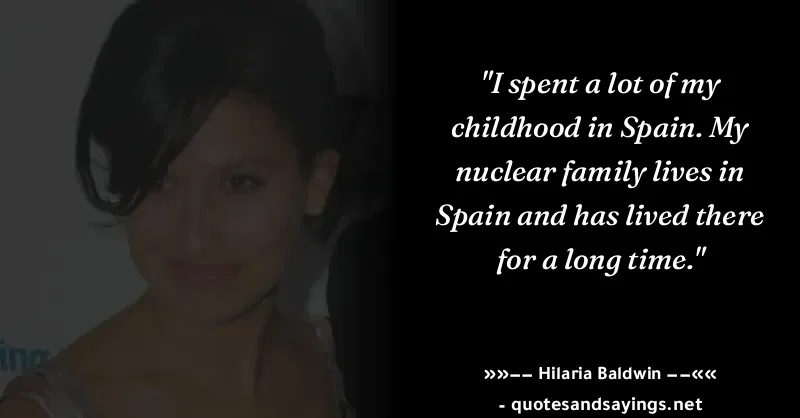 "I spent a lot of my
childhood in Spain. My
nuclear family lives in
Spain and has lived there
for a long time."
»»–– Hilaria Baldwin ––««
- quotesandsayings.net
ing